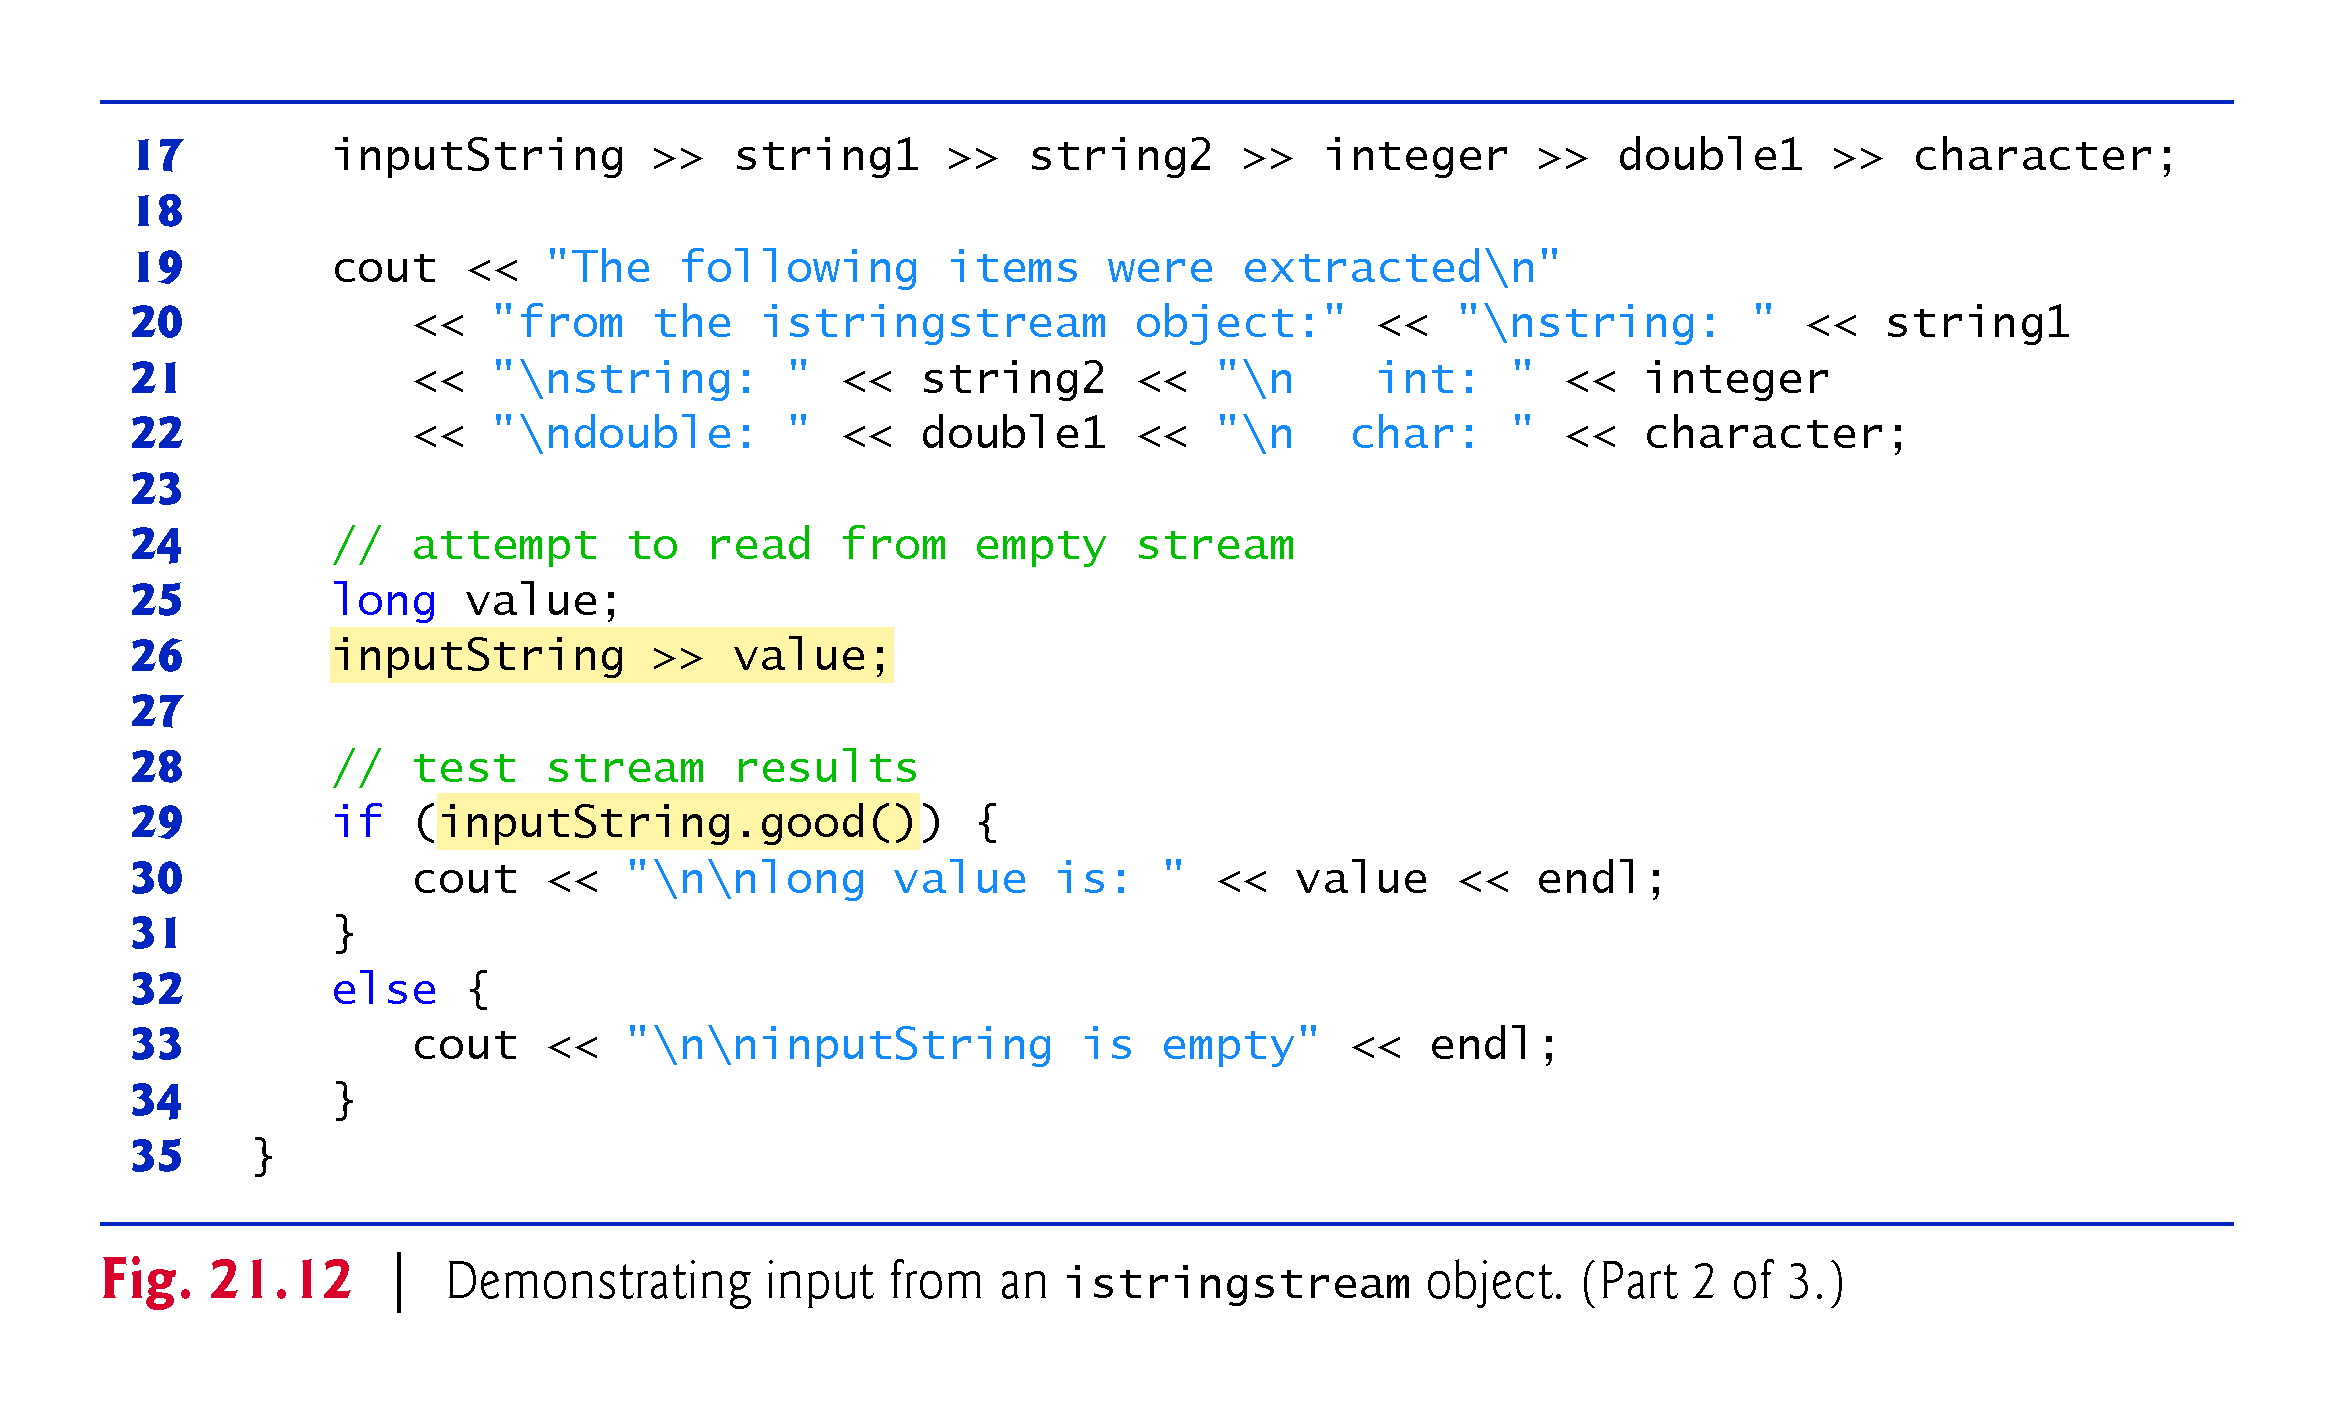 17 inputString >> string1 >> string2 >> integer >> double1 >> character;
18
19 cout << "The following items were extracted\n"
20 << "from the istringstream object:" << "\nstring: " << string1
21 << "\nstring: " << string2 << "\n   int: " << integer
22 << "\ndouble: " << double1 << "\n  char: " << character;
23
24 // attempt to read from empty stream
25 long value;
26 inputString >> value;
27
28 // test stream results
29 if (inputString.good()) {
30 cout << "\n\nlong value is: " << value << endl;
31 }
32 else {
33 cout << "\n\ninputString is empty" << endl;
34 }
35 }
Fig. 21.12 | Demonstrating input from an istringstream object. (Part 2 of 3.)